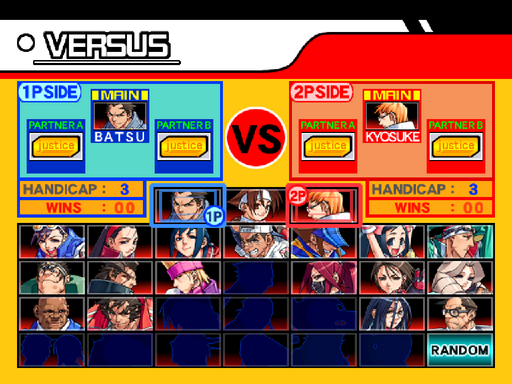 VERSUS
1P SIDE
MAIN
BATSU
PARTNER A
justice
PARTNER B
justice
VS
2P SIDE
MAIN
KYOSUKE
PARTNER A
justice
PARTNER B
justice
HANDICAP : 3
WINS : 00
HANDICAP : 3
WINS : 00
1P
2P
RANDOM